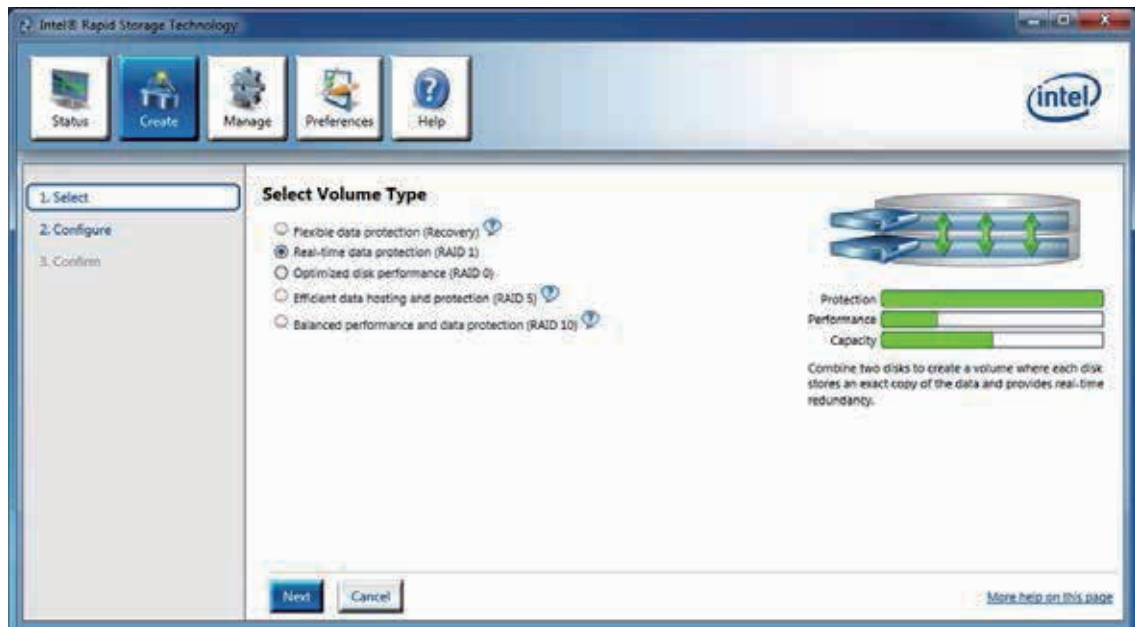 Intel® Rapid Storage Technology
Status
Create
Manage
Preferences
Help
intel
1. Select
2. Configure
3. Confirm
Select Volume Type
Flexible data protection (Recovery)
Real-time data protection (RAID 1)
Optimized disk performance (RAID 0)
Efficient data hosting and protection (RAID 5)
Balanced performance and data protection (RAID 10)
Protection
Performance
Capacity
Combine two disks to create a volume where each disk
stores an exact copy of the data and provides real-time
redundancy.
Next
Cancel
More help on this page